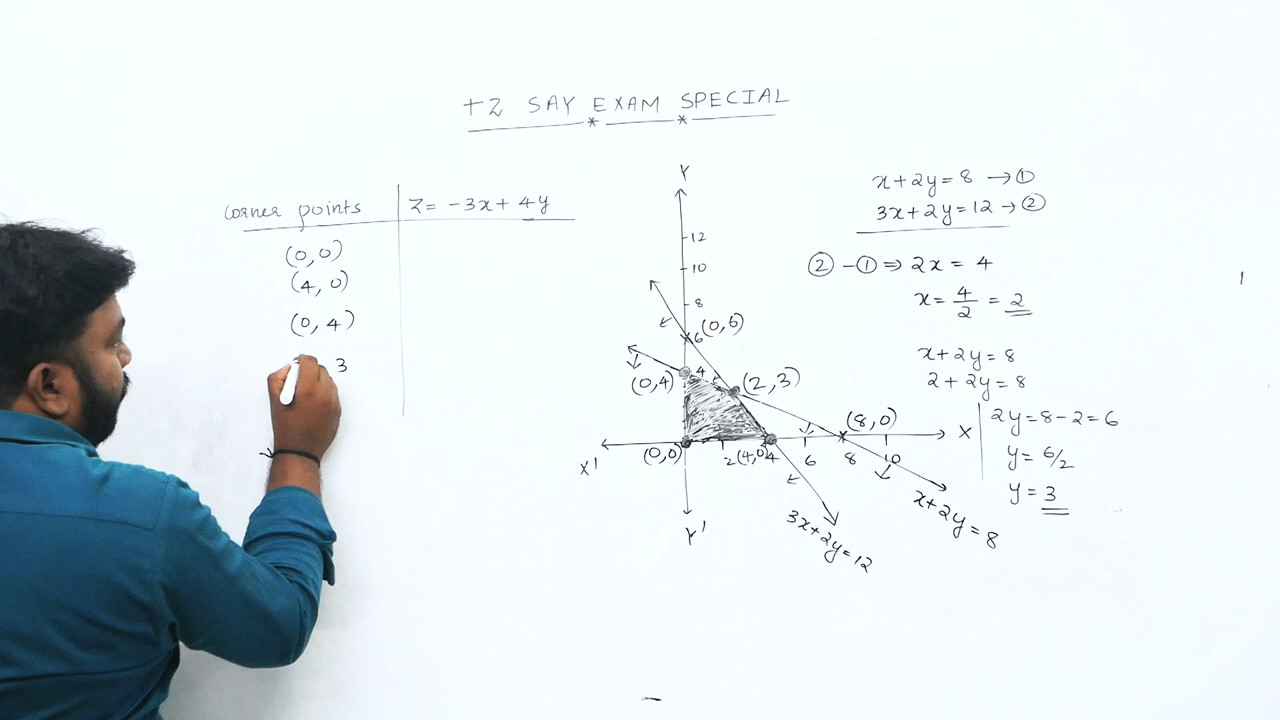 +2 SAY EXAM SPECIAL
* *
corner points
Z = -3x + 4y
(0, 0)
(4, 0)
(0, 4)
3
Y
12
10
8
6 (0,6)
4
(0,4)
(2,3)
(8,0)
(0,0)
2
(4,0)
4
6
8
10
X
X'
Y'
3x+2y=12
x+2y=8
x+2y=8 →①
3x+2y=12→②
②-①⇒ 2x = 4
x = 4/2 = 2
x+2y=8
2+2y=8
2y=8-2=6
y=6/2
y=3